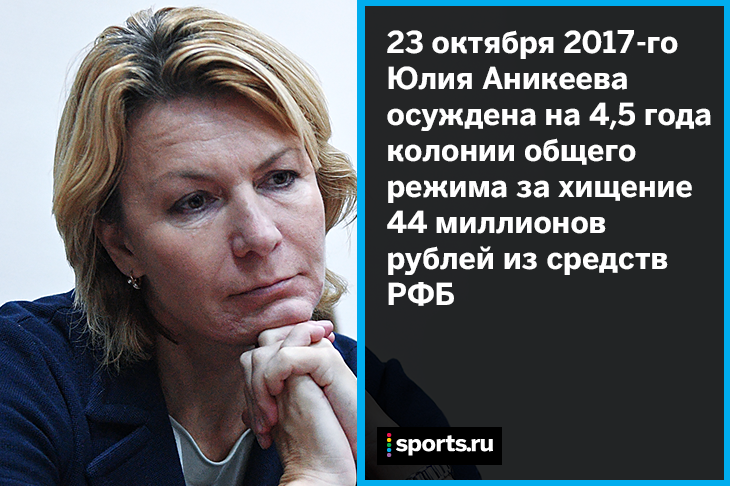 23 октября 2017-го
Юлия Аникеева
осуждена на 4,5 года
колонии общего
режима за хищение
44 миллионов
рублей из средств
РФБ
sports.ru